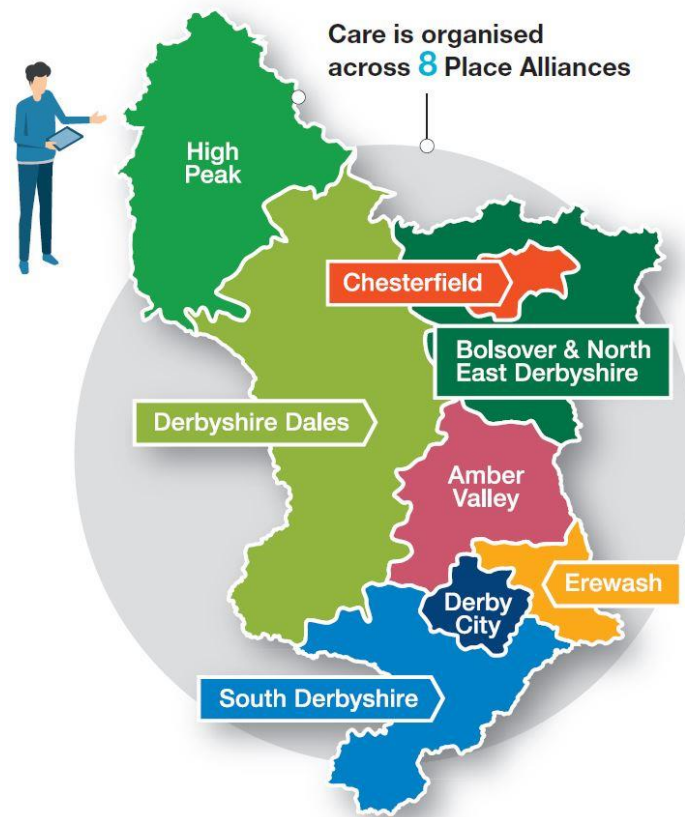 Care is organised
across 8 Place Alliances
High
Peak
Chesterfield
Bolsover & North
East Derbyshire
Derbyshire Dales
Amber
Valley
Erewash
Derby
City
South Derbyshire